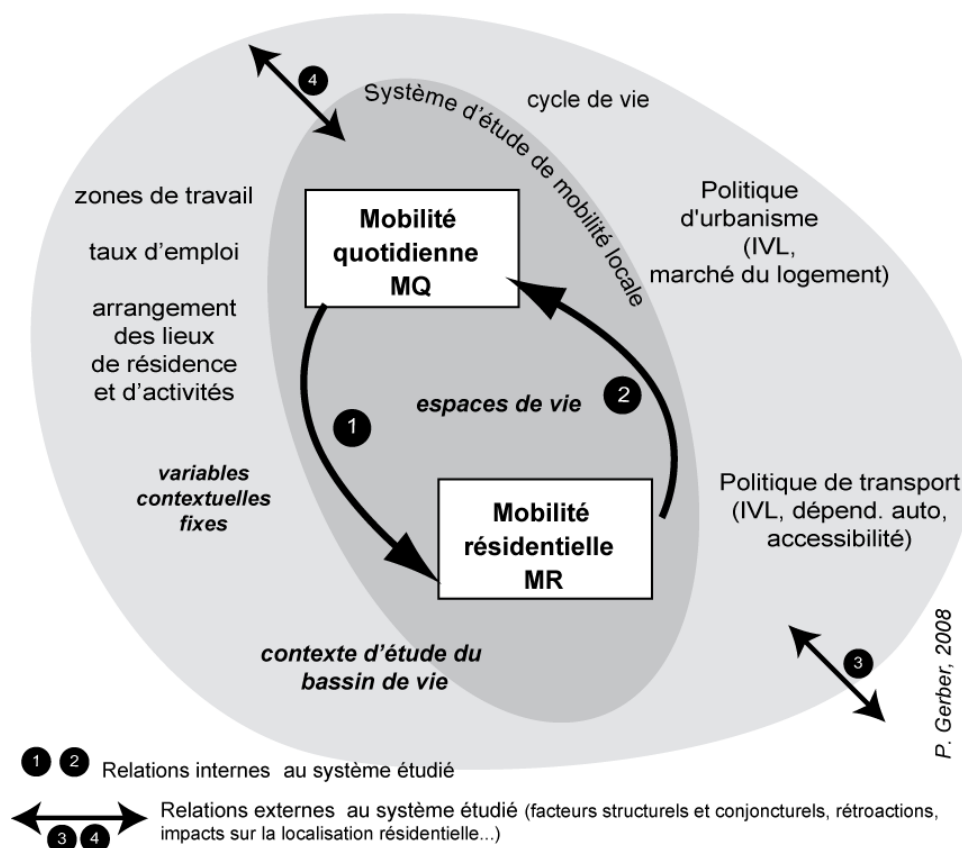 4
Système d'étude de mobilité locale
cycle de vie
zones de travail
taux d'emploi
arrangement
des lieux
de résidence
et d'activités
variables
contextuelles
fixes
Mobilité
quotidienne
MQ
Politique
d'urbanisme
(IVL,
marché du logement)
1
espaces de vie
2
Mobilité
résidentielle
MR
Politique de transport
(IVL, dépend. auto,
accessibilité)
contexte d'étude du
bassin de vie
3
P. Gerber, 2008
1 2 Relations internes au système étudié
3 4 Relations externes au système étudié (facteurs structurels et conjoncturels, rétroactions,
impacts sur la localisation résidentielle...)